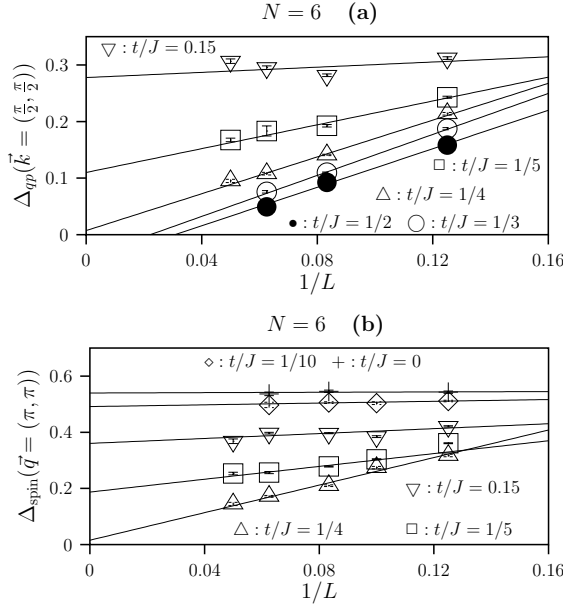 N = 6 (a)
▽ : t/J = 0.15
0.3
0.2
0.1
0
Δqp(k⃗ = (π/2, π/2))
□ : t/J = 1/5
△ : t/J = 1/4
● : t/J = 1/2 ○ : t/J = 1/3
0 0.04 0.08 0.12 0.16
1/L
N = 6 (b)
◇ : t/J = 1/10 + : t/J = 0
0.6
0.4
0.2
0
Δspin(q⃗ = (π, π))
▽ : t/J = 0.15
△ : t/J = 1/4 □ : t/J = 1/5
0 0.04 0.08 0.12 0.16
1/L